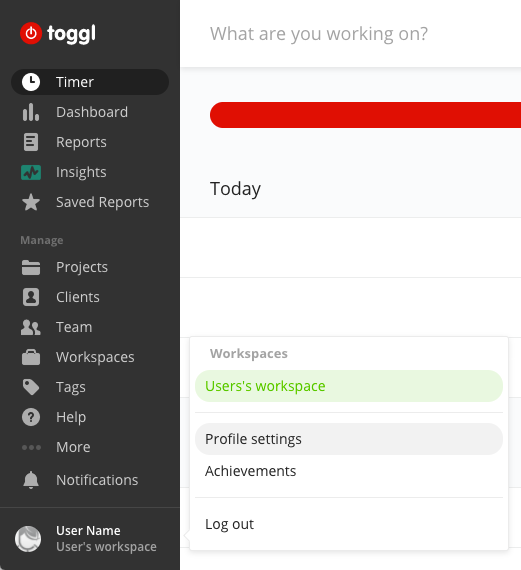 toggl
What are you working on?
Timer
Dashboard
Reports
Insights
Saved Reports
Manage
Projects
Clients
Team
Workspaces
Tags
Help
More
Notifications
User Name
User's workspace
Today
Workspaces
Users's workspace
Profile settings
Achievements
Log out